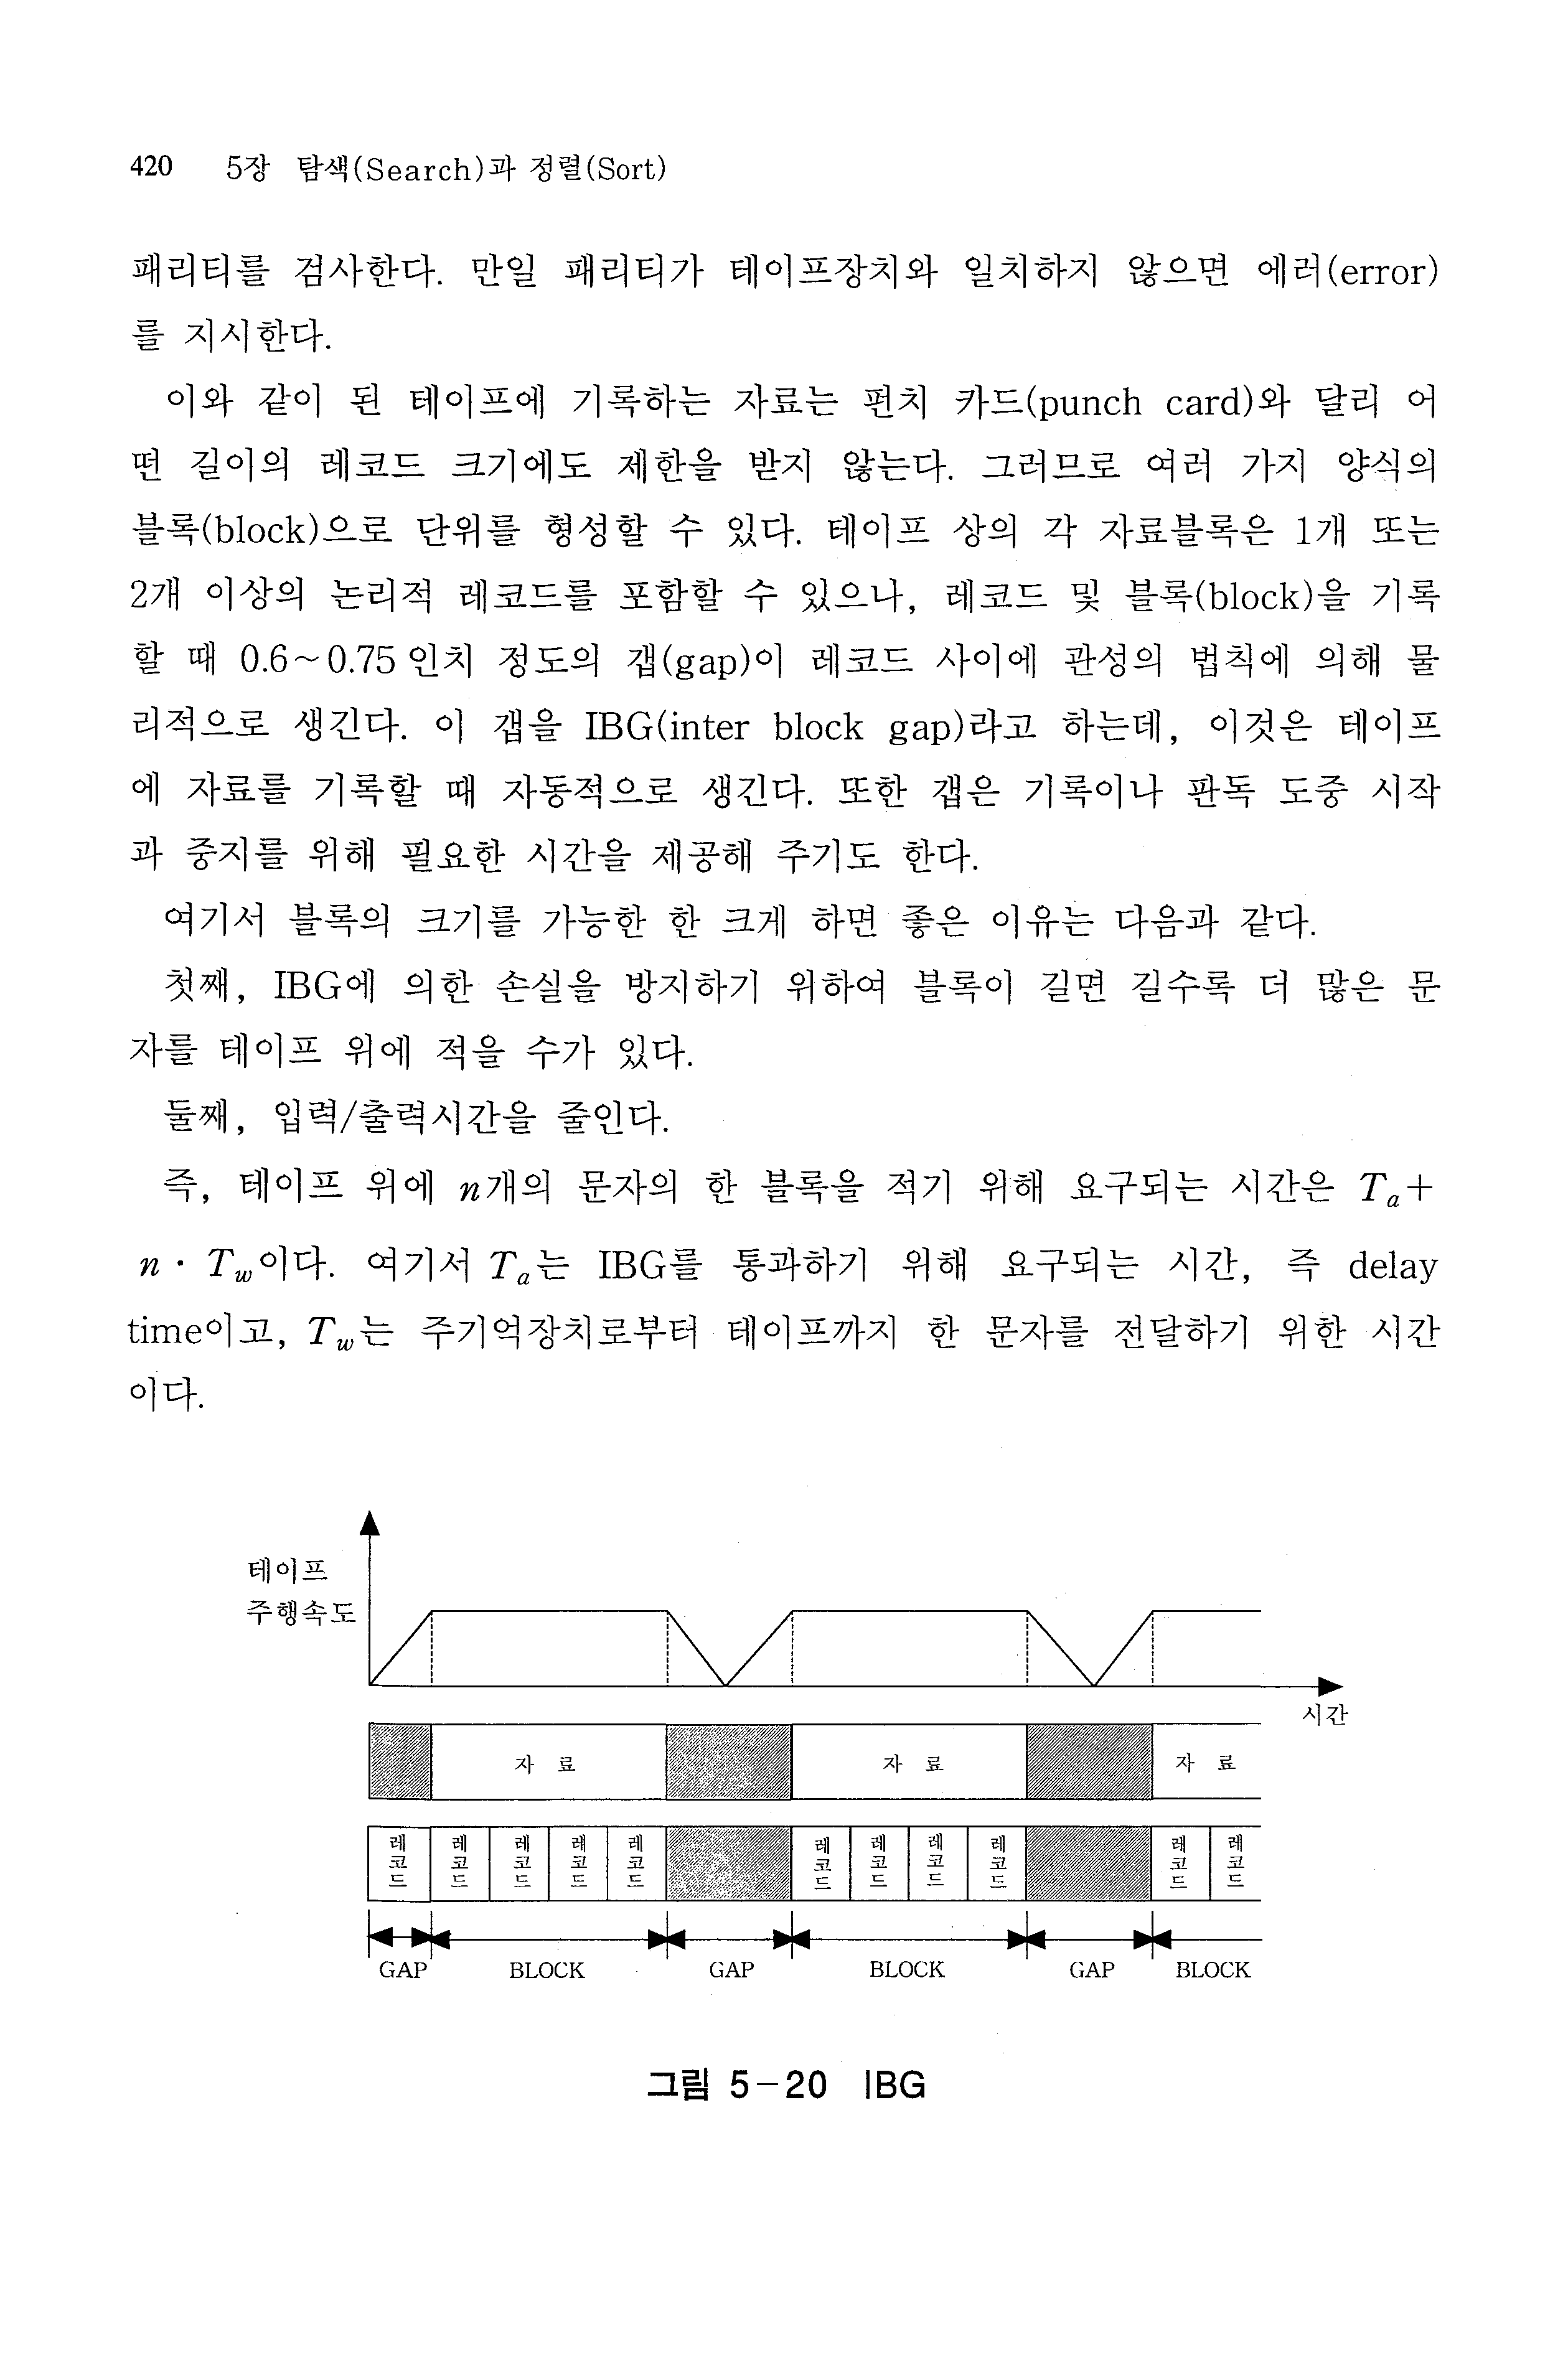 420 5장 탐색(Search)과 정렬(Sort)
패리티를 검사한다. 만일 패리티가 테이프장치와 일치하지 않으면 에러(error)
를 지시한다.
이와 같이 된 테이프에 기록하는 자료는 펀치 카드(punch card)와 달리 어
떤 길이의 레코드 크기에도 제한을 받지 않는다. 그러므로 여러 가지 양식의
블록(block)으로 단위를 형성할 수 있다. 테이프 상의 각 자료블록은 1개 또는
2개 이상의 논리적 레코드를 포함할 수 있으나, 레코드 및 블록(block)을 기록
할 때 0.6~0.75인치 정도의 갭(gap)이 레코드 사이에 관성의 법칙에 의해 물
리적으로 생긴다. 이 갭을 IBG(inter block gap)라고 하는데, 이것은 테이프
에 자료를 기록할 때 자동적으로 생긴다. 또한 갭은 기록이나 판독 도중 시작
과 중지를 위해 필요한 시간을 제공해 주기도 한다.
여기서 블록의 크기를 가능한 한 크게 하면 좋은 이유는 다음과 같다.
첫째, IBG에 의한 손실을 방지하기 위하여 블록이 길면 길수록 더 많은 문
자를 테이프 위에 적을 수가 있다.
둘째, 입력/출력시간을 줄인다.
즉, 테이프 위에 n개의 문자의 한 블록을 적기 위해 요구되는 시간은 Tₐ+
n · T_w이다. 여기서 Tₐ는 IBG를 통과하기 위해 요구되는 시간, 즉 delay
time이고, T_w는 주기억장치로부터 테이프까지 한 문자를 전달하기 위한 시간
이다.
테이프
주행속도
시간
자 료 자 료 자 료
레코드 레코드 레코드 레코드 레코드 레코드 레코드 레코드 레코드 레코드 레코드
GAP BLOCK GAP BLOCK GAP BLOCK
그림 5-20 IBG